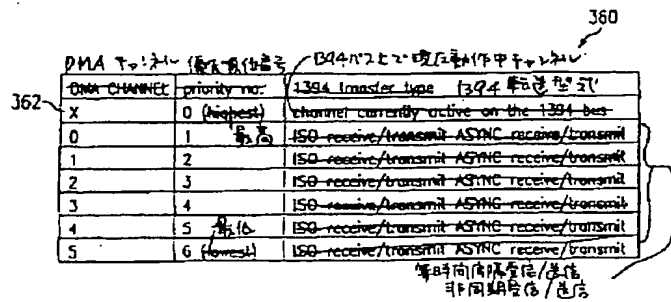 360
DMA チャンネル 優先順位番号 1394バス上で現在動作中チャンネル
DMA CHANNEL priority no. 1394 tmaster type 1394転送型式
362 X 0 (highest) channel currently active on the 1394 bus
0 1 最高 ISO receive/transmit ASYNC receive/transmit
1 2 ISO receive/transmit ASYNC receive/transmit
2 3 ISO receive/transmit ASYNC receive/transmit
3 4 ISO receive/transmit ASYNC receive/transmit
4 5 最低 ISO receive/transmit ASYNC receive/transmit
5 6 (lowest) ISO receive/transmit ASYNC receive/transmit
等時間間隔受信/送信
非同期受信/送信